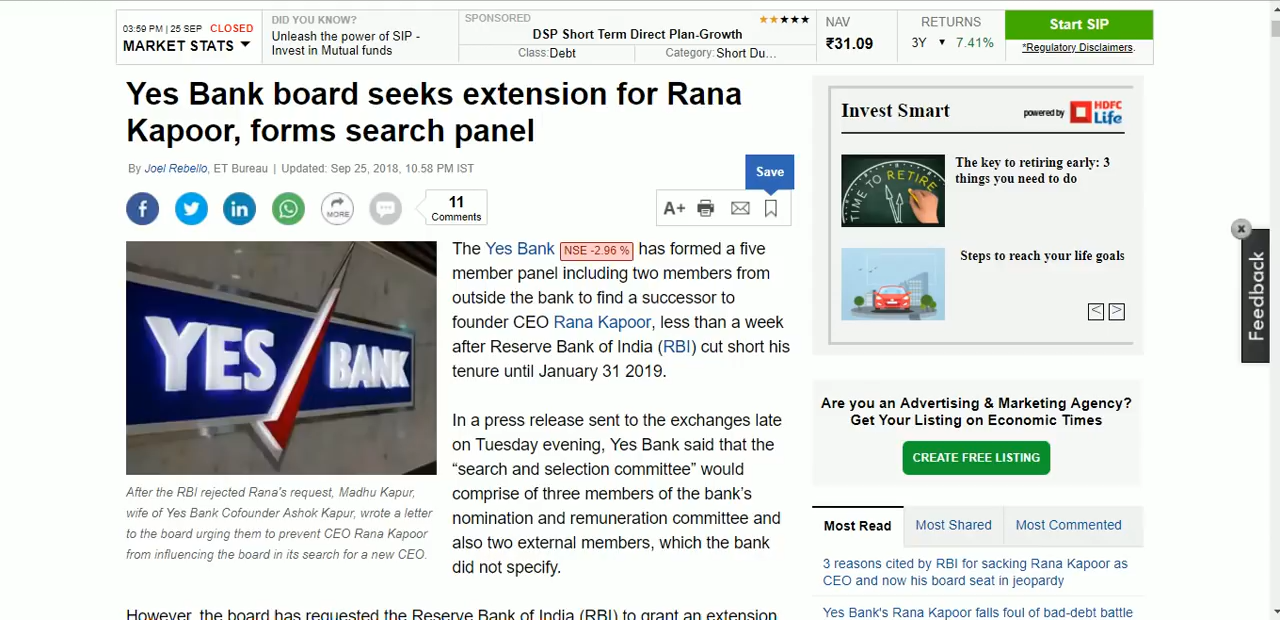 03:59 PM | 25 SEP CLOSED
MARKET STATS
DID YOU KNOW?
Unleash the power of SIP -
Invest in Mutual funds
SPONSORED
DSP Short Term Direct Plan-Growth
Class: Debt
Category: Short Du...
NAV
₹31.09
RETURNS
3Y 7.41%
Start SIP
*Regulatory Disclaimers.
Yes Bank board seeks extension for Rana
Kapoor, forms search panel
By Joel Rebello, ET Bureau | Updated: Sep 25, 2018, 10.58 PM IST
Save
MORE
11
Comments
A+
YES BANK
After the RBI rejected Rana's request, Madhu Kapur,
wife of Yes Bank Cofounder Ashok Kapur, wrote a letter
to the board urging them to prevent CEO Rana Kapoor
from influencing the board in its search for a new CEO.
The Yes Bank NSE -2.96 % has formed a five
member panel including two members from
outside the bank to find a successor to
founder CEO Rana Kapoor, less than a week
after Reserve Bank of India (RBI) cut short his
tenure until January 31 2019.
In a press release sent to the exchanges late
on Tuesday evening, Yes Bank said that the
“search and selection committee” would
comprise of three members of the bank’s
nomination and remuneration committee and
also two external members, which the bank
did not specify.
However, the board has requested the Reserve Bank of India (RBI) to grant an extension
Invest Smart
powered by HDFC Life
TIME TO RETIRE
The key to retiring early: 3
things you need to do
Steps to reach your life goals
< >
Are you an Advertising & Marketing Agency?
Get Your Listing on Economic Times
CREATE FREE LISTING
Most Read
Most Shared
Most Commented
3 reasons cited by RBI for sacking Rana Kapoor as
CEO and now his board seat in jeopardy
Yes Bank's Rana Kapoor falls foul of bad-debt battle
x
Feedback